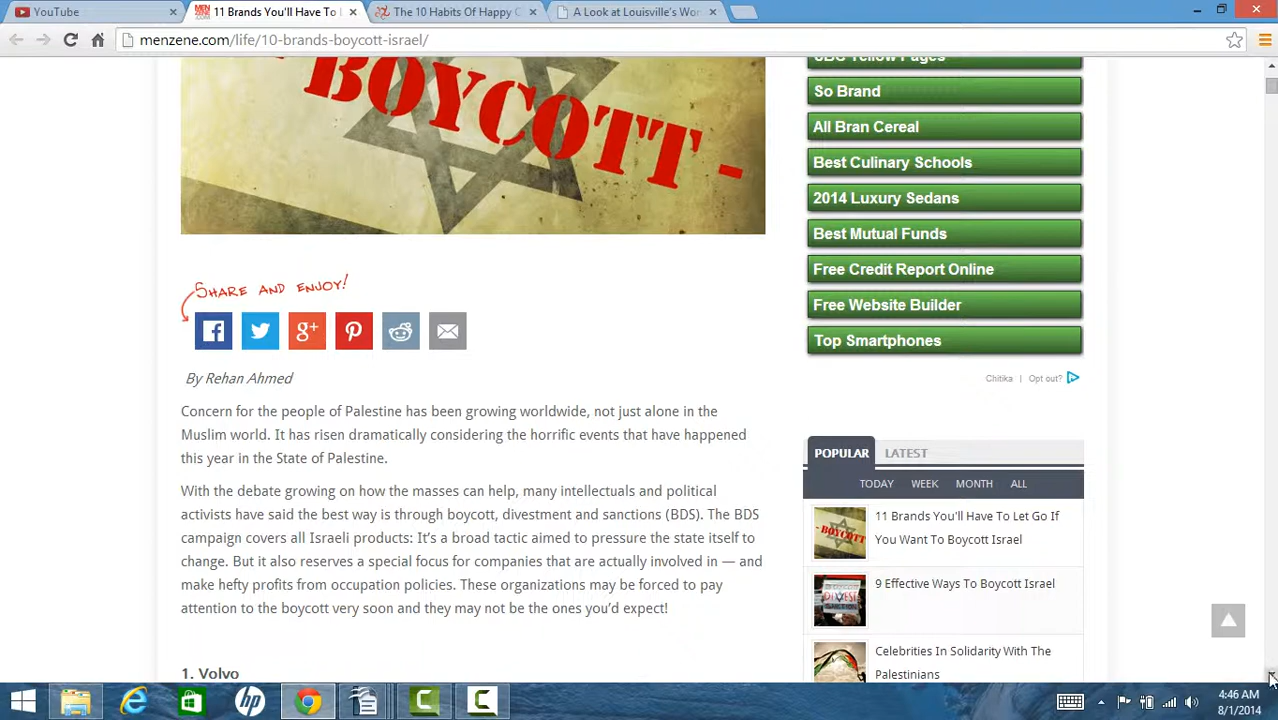 YouTube
11 Brands You'll Have To
The 10 Habits Of Happy
A Look at Louisville's Wor
menzene.com/life/10-brands-boycott-israel/
BOYCOTT -
SHARE AND ENJOY!
By Rehan Ahmed
Concern for the people of Palestine has been growing worldwide, not just alone in the
Muslim world. It has risen dramatically considering the horrific events that have happened
this year in the State of Palestine.
With the debate growing on how the masses can help, many intellectuals and political
activists have said the best way is through boycott, divestment and sanctions (BDS). The BDS
campaign covers all Israeli products: It's a broad tactic aimed to pressure the state itself to
change. But it also reserves a special focus for companies that are actually involved in — and
make hefty profits from occupation policies. These organizations may be forced to pay
attention to the boycott very soon and they may not be the ones you'd expect!
1. Volvo
Yellow Pages
So Brand
All Bran Cereal
Best Culinary Schools
2014 Luxury Sedans
Best Mutual Funds
Free Credit Report Online
Free Website Builder
Top Smartphones
Chitika | Opt out?
POPULAR LATEST
TODAY WEEK MONTH ALL
BOYCOTT
11 Brands You'll Have To Let Go If
You Want To Boycott Israel
9 Effective Ways To Boycott Israel
Celebrities In Solidarity With The
Palestinians
4:46 AM
8/1/2014